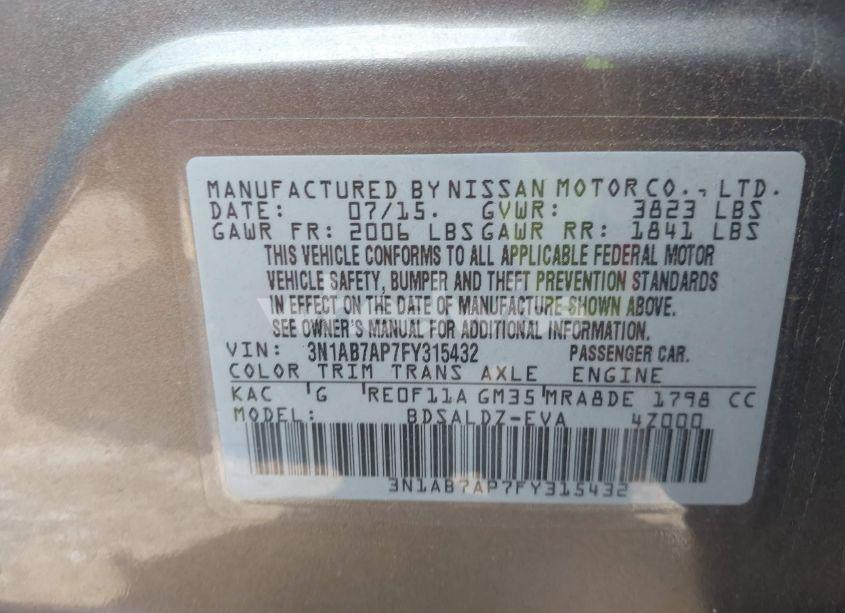 MANUFACTURED BY NISSAN MOTOR CO., LTD.
DATE: 07/15. GVWR: 3823 LBS
GAWR FR: 2006 LBS GAWR RR: 1841 LBS
THIS VEHICLE CONFORMS TO ALL APPLICABLE FEDERAL MOTOR
VEHICLE SAFETY, BUMPER AND THEFT PREVENTION STANDARDS
IN EFFECT ON THE DATE OF MANUFACTURE SHOWN ABOVE.
SEE OWNER'S MANUAL FOR ADDITIONAL INFORMATION.
VIN: 3N1AB7AP7FY315432 PASSENGER CAR.
COLOR TRIM TRANS AXLE ENGINE
KAC G RE0F11A GM35 MRA8DE 1798 CC
MODEL: BDSALDZ-EVA 4Z000
3N1AB7AP7FY315432